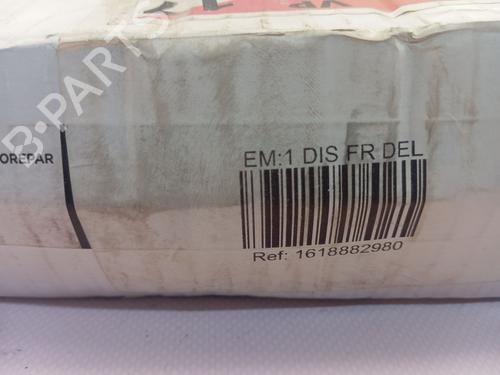 B-PARTS
OREPAR
EM:1 DIS FR DEL
Ref: 1618882980